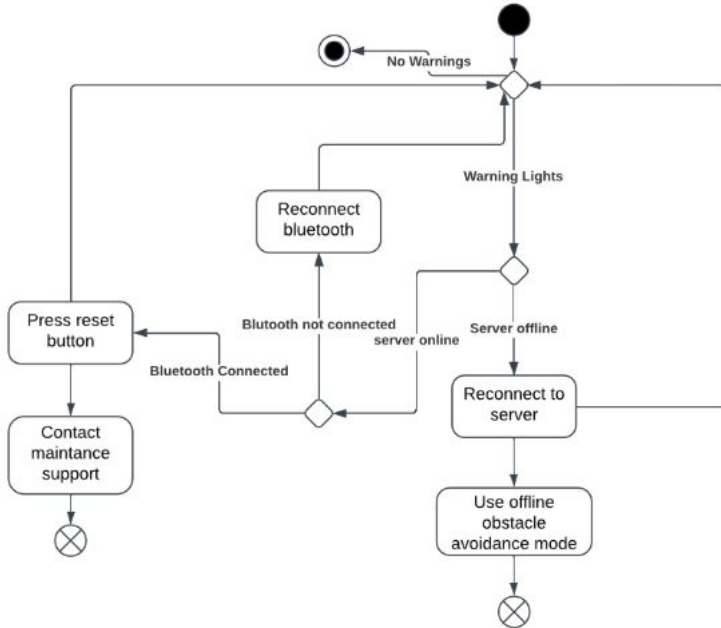 No Warnings
Warning Lights
Reconnect
bluetooth
Press reset
button
Blutooth not connected
server online
Server offline
Bluetooth Connected
Reconnect to
server
Contact
maintance
support
Use offline
obstacle
avoidance mode